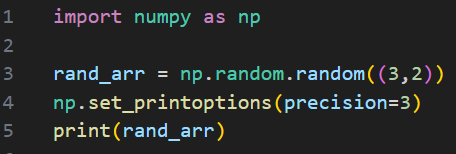 1 import numpy as np
2
3 rand_arr = np.random.random((3,2))
4 np.set_printoptions(precision=3)
5 print(rand_arr)